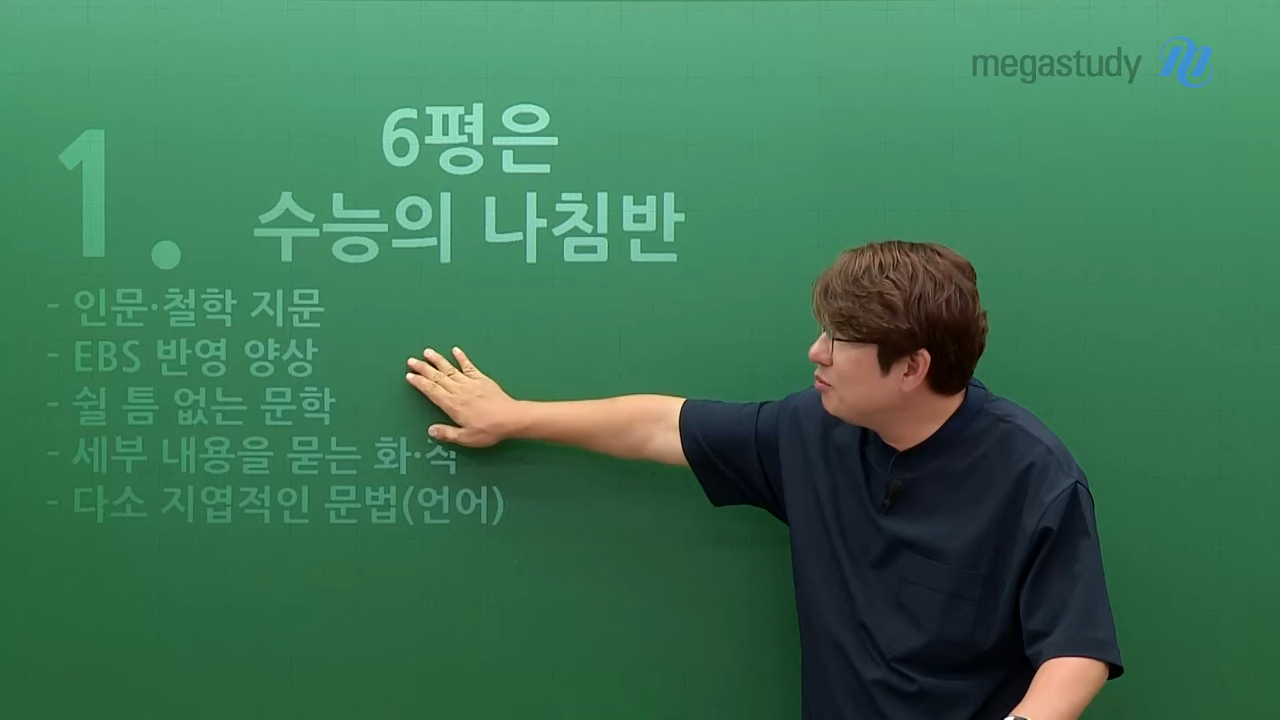 megastudy
1. 6평은
수능의 나침반
- 인문·철학 지문
- EBS 반영 양상
- 쉴 틈 없는 문학
- 세부 내용을 묻는
- 다소 지엽적인 문법(언어)